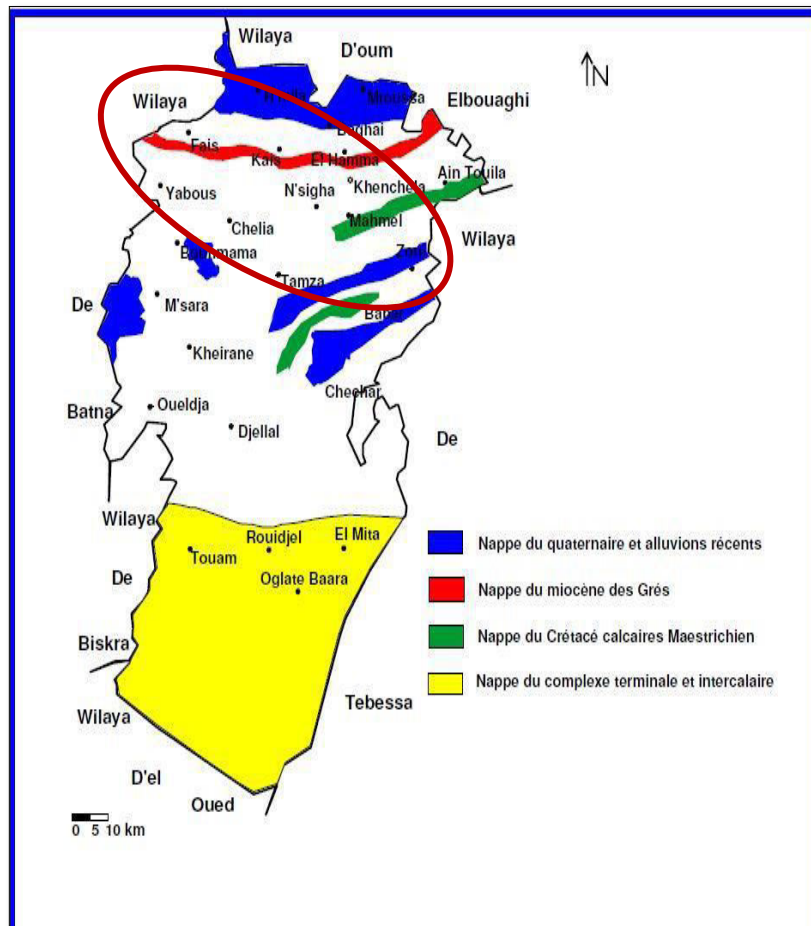 Wilaya
D'oum
N
Wilaya
Elbouaghi
M'toussa
Baghai
Fais
Kais
El Hamma
Ain Touila
Khenchela
Yabous
N'sigha
Mahmel
Chelia
Wilaya
Bouhmama
Tamza
De
M'sara
Babar
Kheirane
Chechar
Batna
Oueldja
Djellal
De
Wilaya
Rouidjel
El Mita
Touam
De
Oglate Baara
Biskra
Wilaya
Tebessa
D'el
Oued
Nappe du quaternaire et alluvions récents
Nappe du miocène des Grés
Nappe du Crétacé calcaires Maestrichien
Nappe du complexe terminale et intercalaire
0 5 10 km